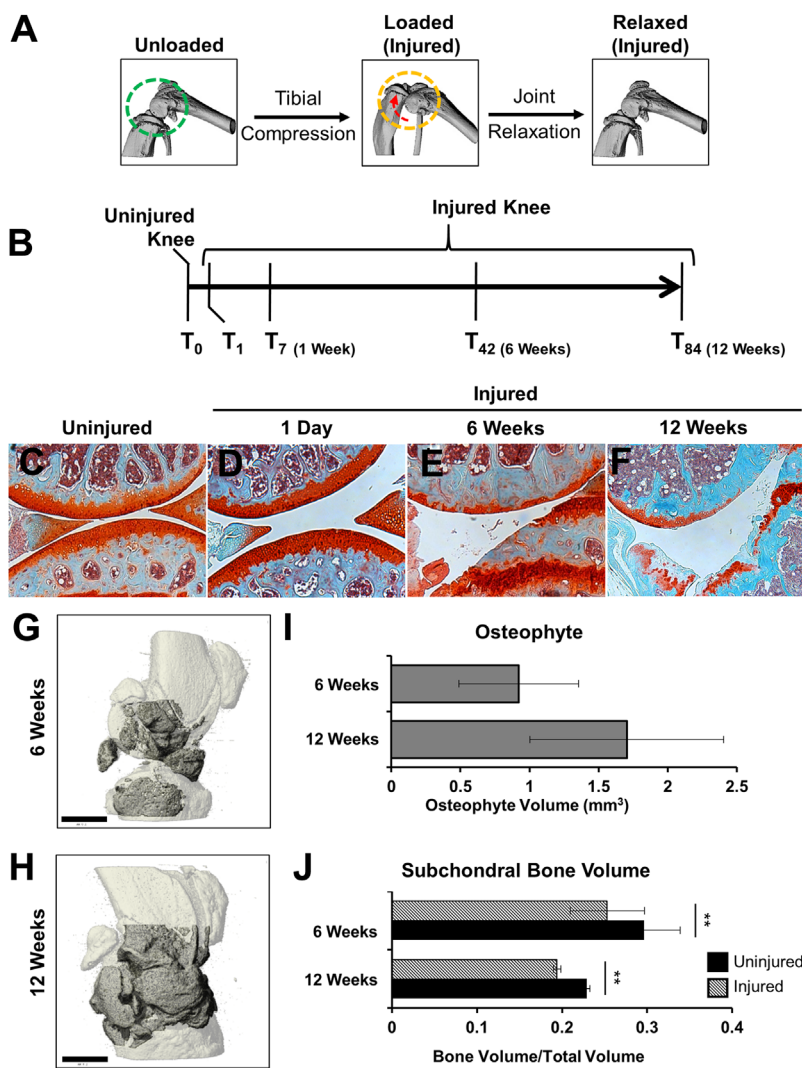 A
Unloaded
Loaded
(Injured)
Relaxed
(Injured)
Tibial
Compression
Joint
Relaxation
B
Uninjured
Knee
Injured Knee
T0
T1
T7 (1 Week)
T42 (6 Weeks)
T84 (12 Weeks)
Injured
Uninjured
1 Day
6 Weeks
12 Weeks
C
D
E
F
G
6 Weeks
I
Osteophyte
6 Weeks
12 Weeks
0
0.5
1
1.5
2
2.5
Osteophyte Volume (mm3)
H
12 Weeks
J
Subchondral Bone Volume
6 Weeks
**
12 Weeks
**
Uninjured
Injured
0
0.1
0.2
0.3
0.4
Bone Volume/Total Volume